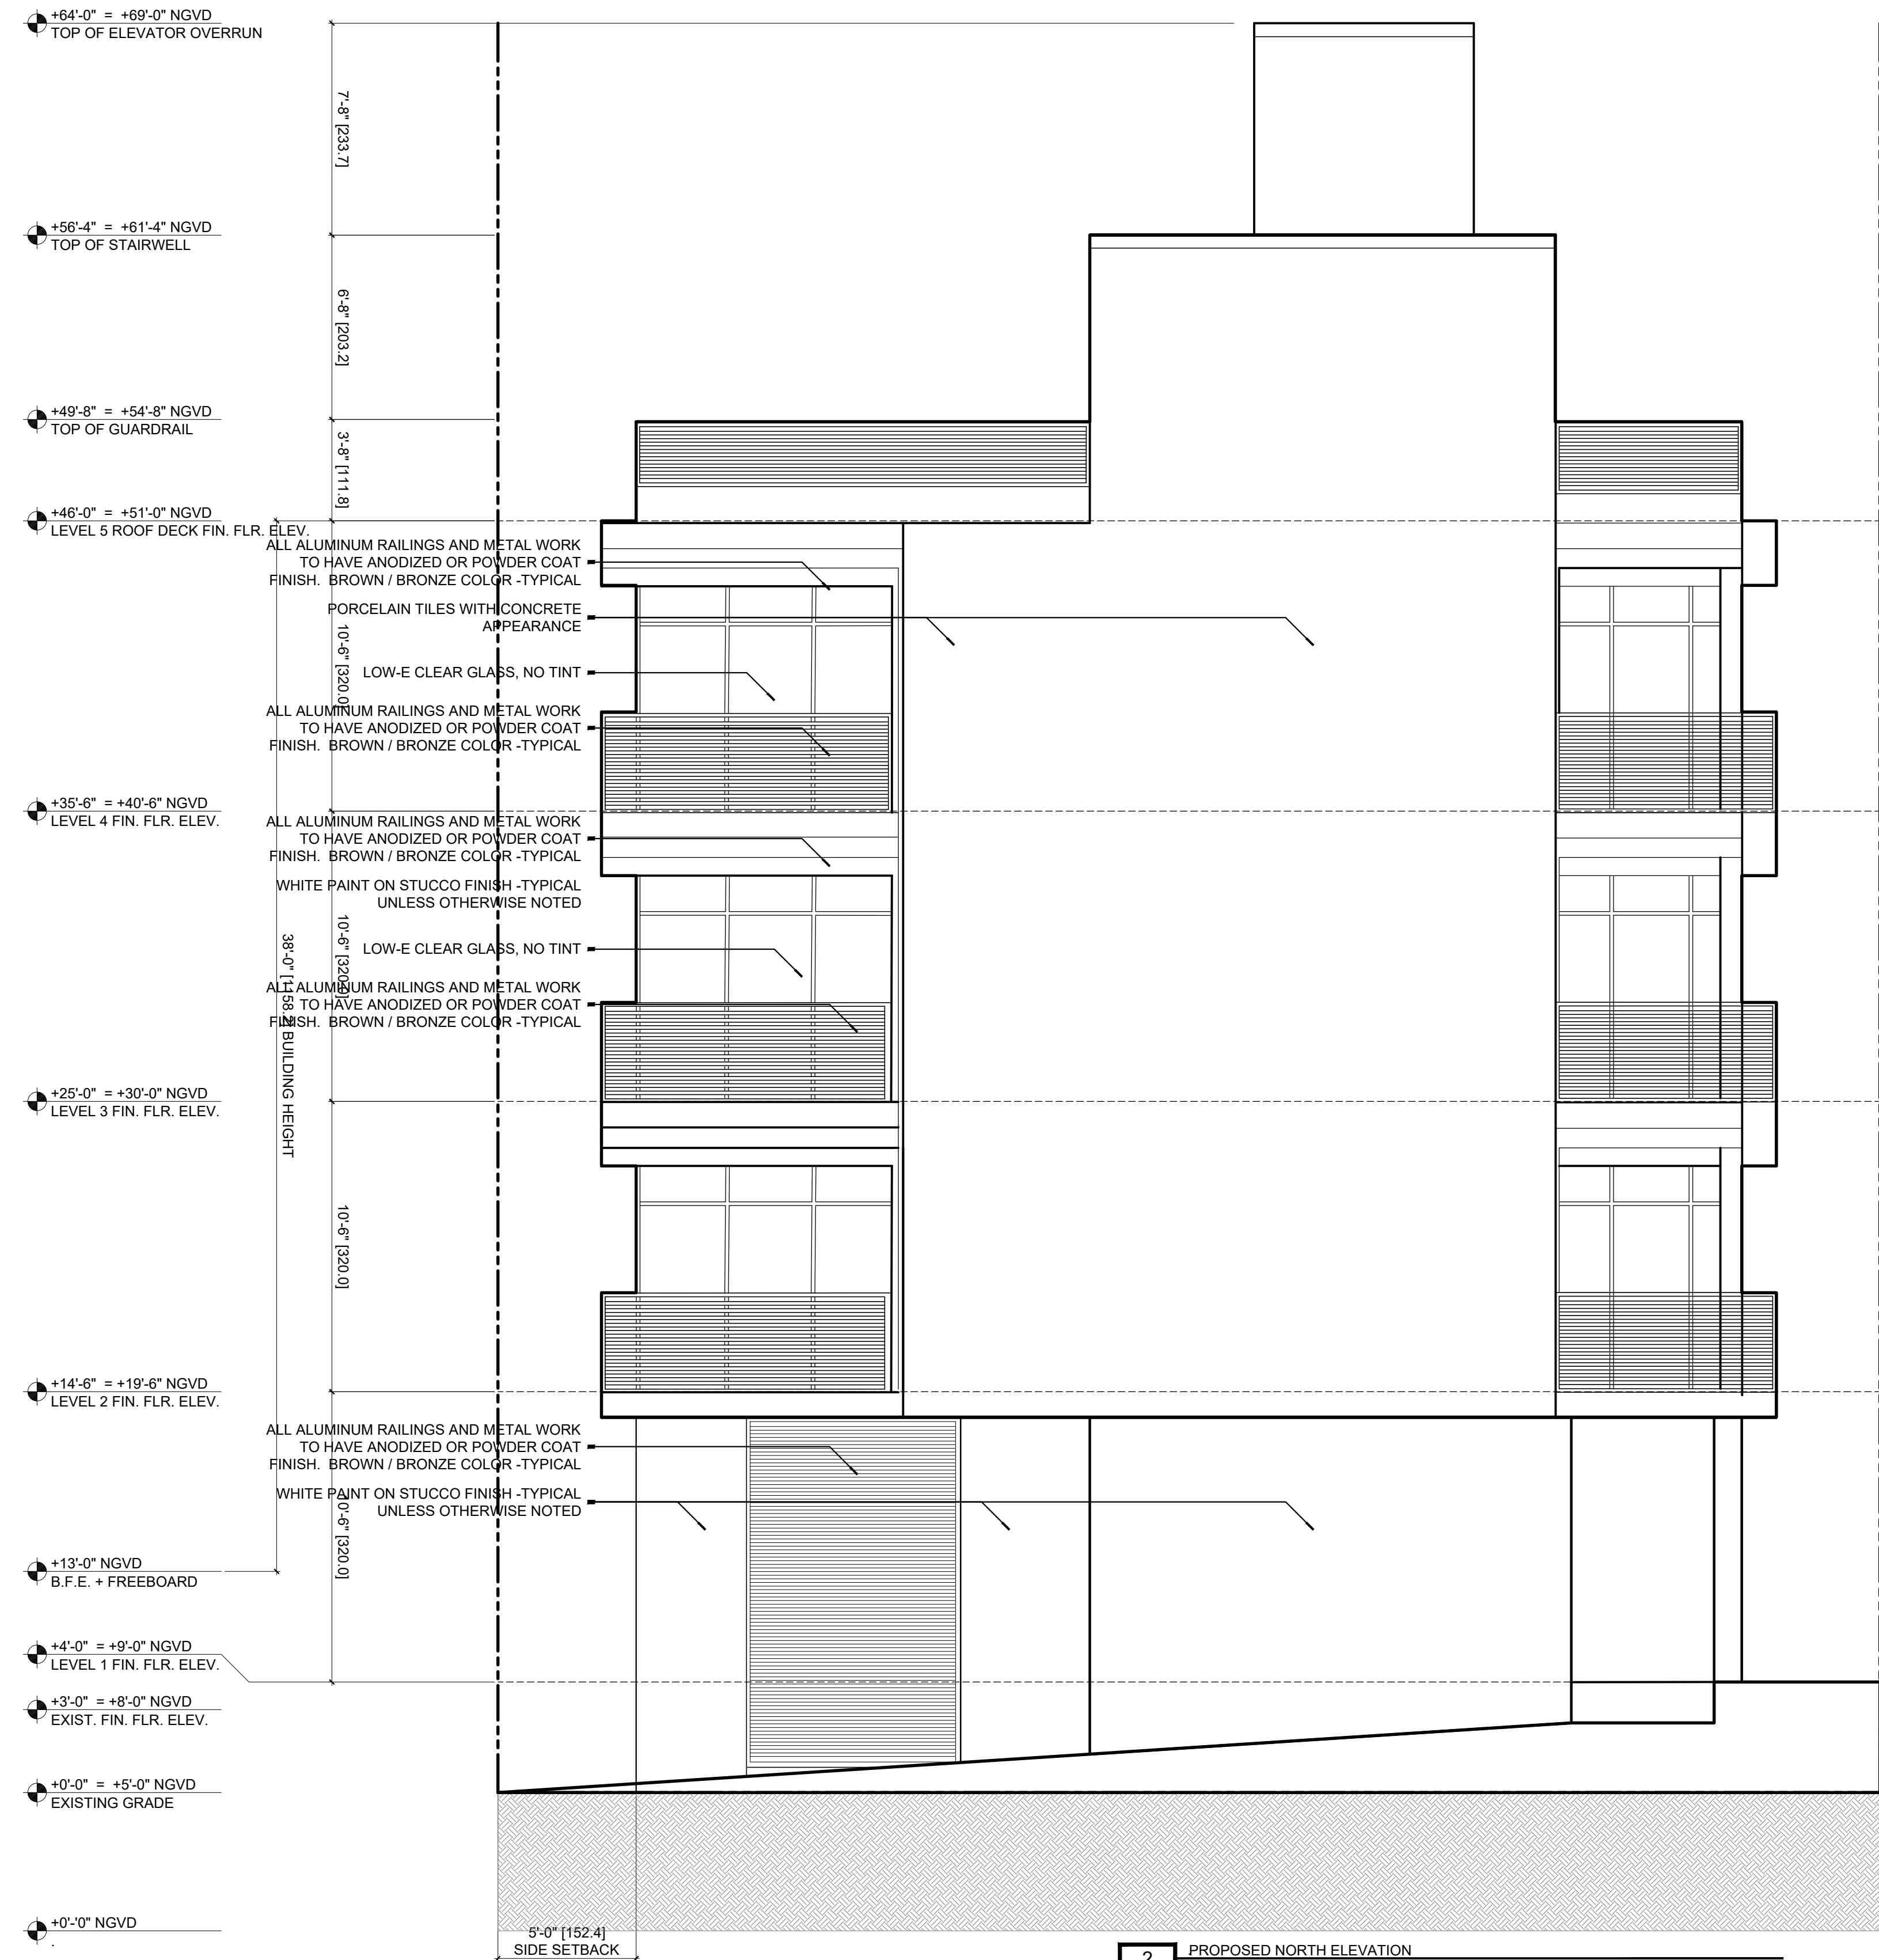 +64'-0" = +69'-0" NGVD
TOP OF ELEVATOR OVERRUN
7'-8" [233.7]
+56'-4" = +61'-4" NGVD
TOP OF STAIRWELL
6'-8" [203.2]
+49'-8" = +54'-8" NGVD
TOP OF GUARDRAIL
3'-8" [111.8]
+46'-0" = +51'-0" NGVD
LEVEL 5 ROOF DECK FIN. FLR. ELEV.
ALL ALUMINUM RAILINGS AND METAL WORK
TO HAVE ANODIZED OR POWDER COAT
FINISH. BROWN / BRONZE COLOR -TYPICAL
PORCELAIN TILES WITH CONCRETE
APPEARANCE
10'-6" [320.0]
LOW-E CLEAR GLASS, NO TINT
ALL ALUMINUM RAILINGS AND METAL WORK
TO HAVE ANODIZED OR POWDER COAT
FINISH. BROWN / BRONZE COLOR -TYPICAL
+35'-6" = +40'-6" NGVD
LEVEL 4 FIN. FLR. ELEV.
ALL ALUMINUM RAILINGS AND METAL WORK
TO HAVE ANODIZED OR POWDER COAT
FINISH. BROWN / BRONZE COLOR -TYPICAL
WHITE PAINT ON STUCCO FINISH -TYPICAL
UNLESS OTHERWISE NOTED
10'-6" [320.0]
LOW-E CLEAR GLASS, NO TINT
38'-0" [1158.2] BUILDING HEIGHT
ALL ALUMINUM RAILINGS AND METAL WORK
TO HAVE ANODIZED OR POWDER COAT
FINISH. BROWN / BRONZE COLOR -TYPICAL
+25'-0" = +30'-0" NGVD
LEVEL 3 FIN. FLR. ELEV.
10'-6" [320.0]
+14'-6" = +19'-6" NGVD
LEVEL 2 FIN. FLR. ELEV.
ALL ALUMINUM RAILINGS AND METAL WORK
TO HAVE ANODIZED OR POWDER COAT
FINISH. BROWN / BRONZE COLOR -TYPICAL
WHITE PAINT ON STUCCO FINISH -TYPICAL
UNLESS OTHERWISE NOTED
10'-6" [320.0]
+13'-0" NGVD
B.F.E. + FREEBOARD
+4'-0" = +9'-0" NGVD
LEVEL 1 FIN. FLR. ELEV.
+3'-0" = +8'-0" NGVD
EXIST. FIN. FLR. ELEV.
+0'-0" = +5'-0" NGVD
EXISTING GRADE
+0'-'0" NGVD
.
5'-0" [152.4]
SIDE SETBACK
2
PROPOSED NORTH ELEVATION